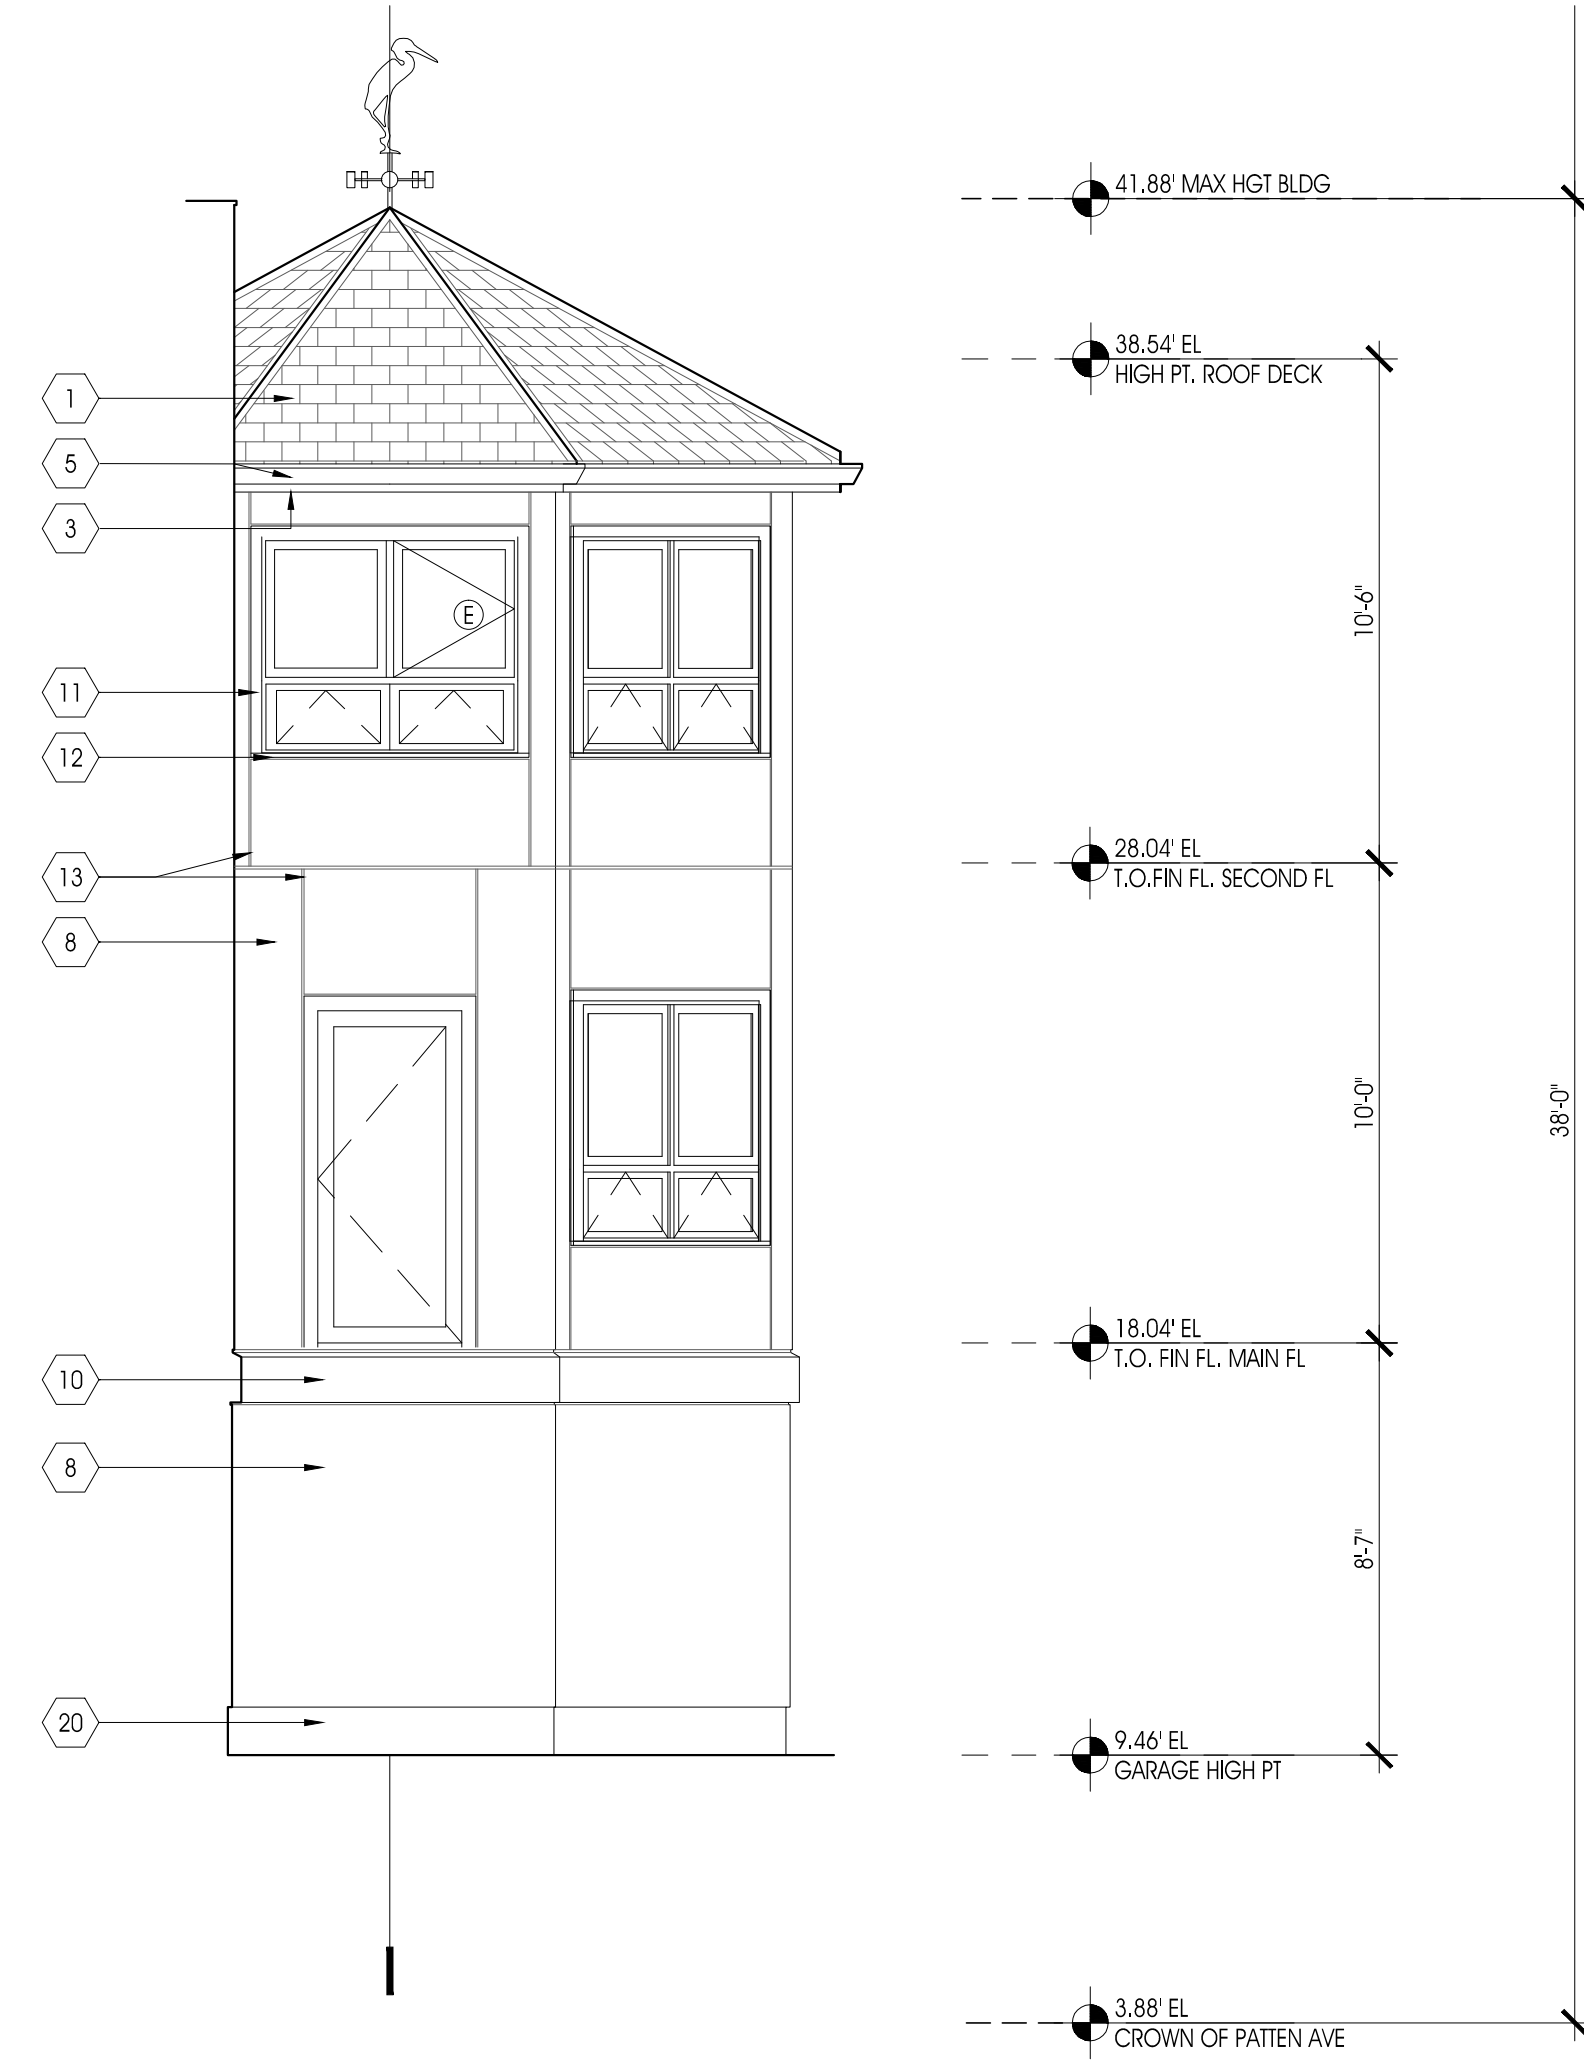 41.88' MAX HGT BLDG
38.54' EL
HIGH PT. ROOF DECK
1
5
3
E
10'-6"
11
12
28.04' EL
T.O.FIN FL. SECOND FL
13
8
10'-0"
38'-0"
18.04' EL
T.O. FIN FL. MAIN FL
10
8
8'-7"
20
9.46' EL
GARAGE HIGH PT
3.88' EL
CROWN OF PATTEN AVE